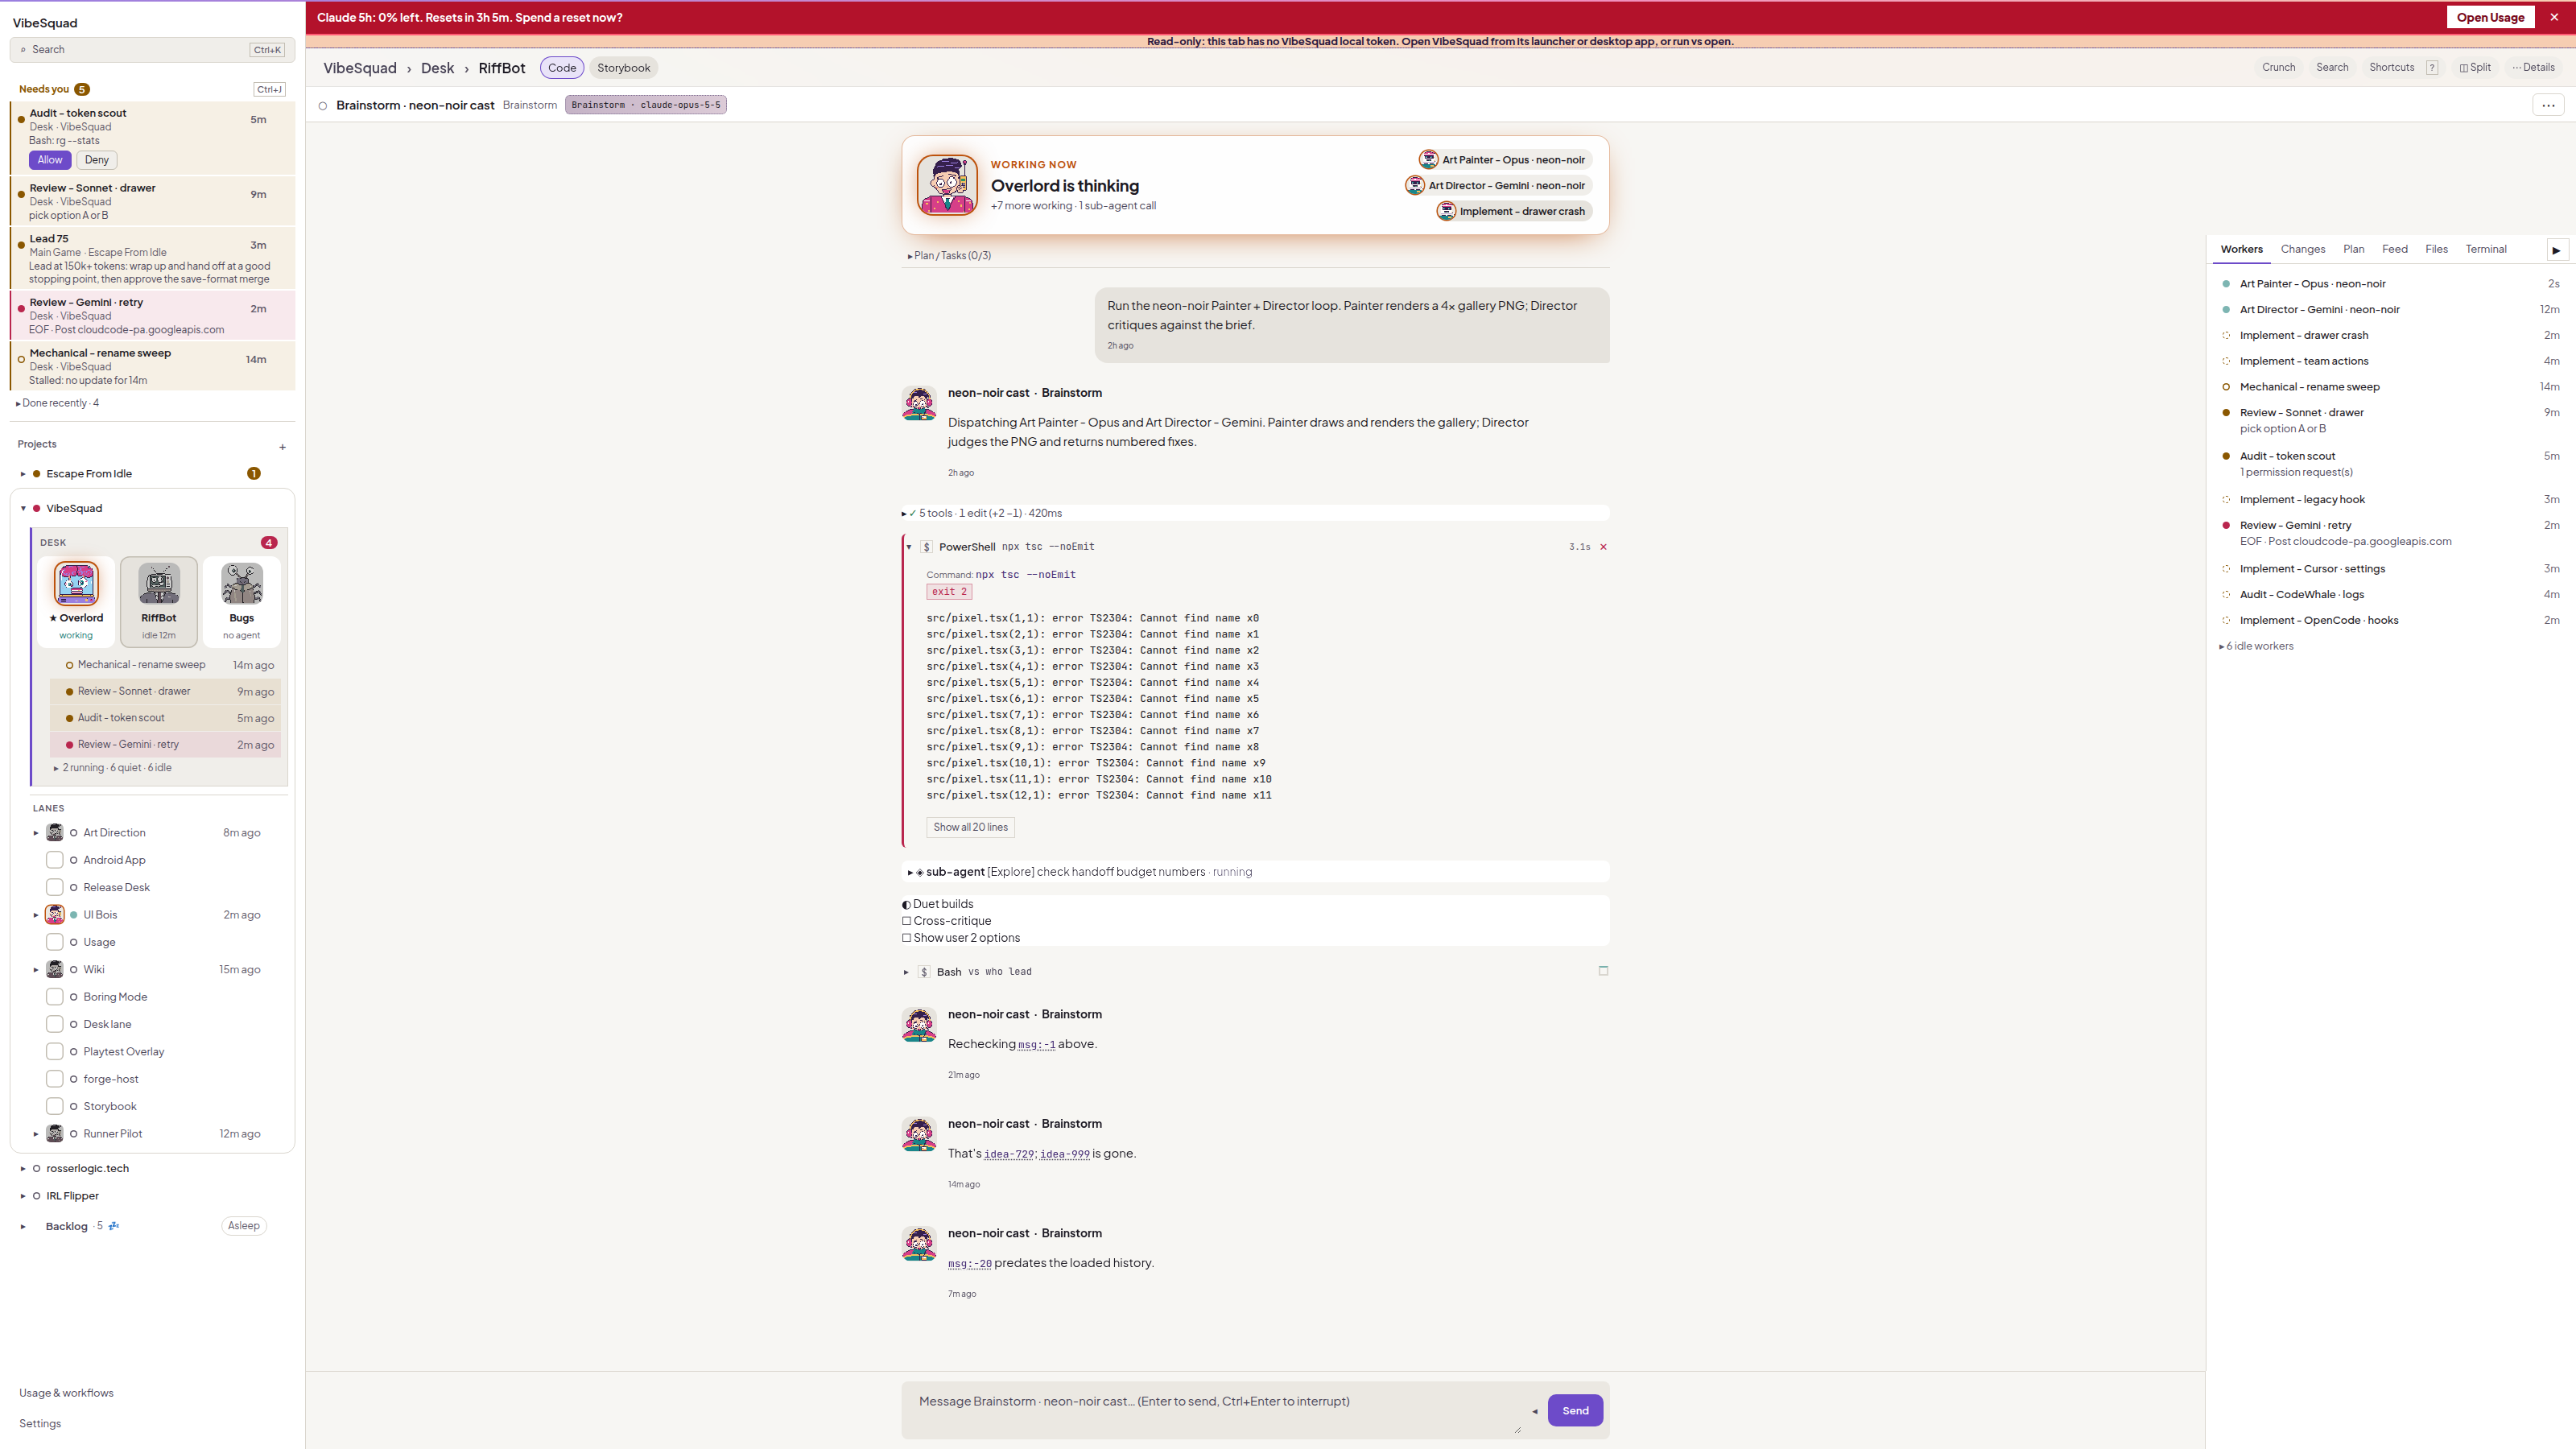 VibeSquad
⌕ Search Ctrl+K
Needs you 5 Ctrl+J
Audit - token scout 5m
Desk · VibeSquad
Bash: rg --stats
Allow Deny
Review - Sonnet · drawer 9m
Desk · VibeSquad
pick option A or B
Lead 75 3m
Main Game · Escape From Idle
Lead at 150k+ tokens: wrap up and hand off at a good
stopping point, then approve the save-format merge
Review - Gemini · retry 2m
Desk · VibeSquad
EOF · Post cloudcode-pa.googleapis.com
Mechanical - rename sweep 14m
Desk · VibeSquad
Stalled: no update for 14m
▸ Done recently · 4
Projects +
▸ Escape From Idle 1
▾ VibeSquad
DESK 4
★ Overlord
working
RiffBot
idle 12m
Bugs
no agent
Mechanical - rename sweep 14m ago
Review - Sonnet · drawer 9m ago
Audit - token scout 5m ago
Review - Gemini · retry 2m ago
▸ 2 running · 6 quiet · 6 idle
LANES
▸ Art Direction 8m ago
Android App
Release Desk
▸ UI Bois 2m ago
Usage
▸ Wiki 15m ago
Boring Mode
Desk lane
Playtest Overlay
forge-host
Storybook
▸ Runner Pilot 12m ago
▸ rosserlogic.tech
▸ IRL Flipper
▸ Backlog · 5 💤 Asleep
Usage & workflows
Settings
Claude 5h: 0% left. Resets in 3h 5m. Spend a reset now? Open Usage ×
Read-only: this tab has no VibeSquad local token. Open VibeSquad from its launcher or desktop app, or run vs open.
VibeSquad › Desk › RiffBot Code Storybook Crunch Search Shortcuts ? ◫ Split ··· Details
Brainstorm · neon-noir cast Brainstorm Brainstorm · claude-opus-5-5 ···
WORKING NOW
Overlord is thinking
+7 more working · 1 sub-agent call
Art Painter - Opus · neon-noir
Art Director - Gemini · neon-noir
Implement - drawer crash
▸ Plan / Tasks (0/3)
Run the neon-noir Painter + Director loop. Painter renders a 4× gallery PNG; Director
critiques against the brief.
2h ago
neon-noir cast · Brainstorm
Dispatching Art Painter - Opus and Art Director - Gemini. Painter draws and renders the gallery; Director
judges the PNG and returns numbered fixes.
2h ago
▸ ✓ 5 tools · 1 edit (+2 −1) · 420ms
▾ $ PowerShell npx tsc --noEmit 3.1s ✕
Command: npx tsc --noEmit
exit 2
src/pixel.tsx(1,1): error TS2304: Cannot find name x0
src/pixel.tsx(2,1): error TS2304: Cannot find name x1
src/pixel.tsx(3,1): error TS2304: Cannot find name x2
src/pixel.tsx(4,1): error TS2304: Cannot find name x3
src/pixel.tsx(5,1): error TS2304: Cannot find name x4
src/pixel.tsx(6,1): error TS2304: Cannot find name x5
src/pixel.tsx(7,1): error TS2304: Cannot find name x6
src/pixel.tsx(8,1): error TS2304: Cannot find name x7
src/pixel.tsx(9,1): error TS2304: Cannot find name x8
src/pixel.tsx(10,1): error TS2304: Cannot find name x9
src/pixel.tsx(11,1): error TS2304: Cannot find name x10
src/pixel.tsx(12,1): error TS2304: Cannot find name x11
Show all 20 lines
▸ ◈ sub-agent [Explore] check handoff budget numbers · running
◐ Duet builds
☐ Cross-critique
☐ Show user 2 options
▸ $ Bash vs who lead
neon-noir cast · Brainstorm
Rechecking msg:-1 above.
21m ago
neon-noir cast · Brainstorm
That's idea-729; idea-999 is gone.
14m ago
neon-noir cast · Brainstorm
msg:-20 predates the loaded history.
7m ago
Message Brainstorm · neon-noir cast… (Enter to send, Ctrl+Enter to interrupt) ◂ Send
Workers Changes Plan Feed Files Terminal ▶
Art Painter - Opus · neon-noir 2s
Art Director - Gemini · neon-noir 12m
Implement - drawer crash 2m
Implement - team actions 4m
Mechanical - rename sweep 14m
Review - Sonnet · drawer 9m
pick option A or B
Audit - token scout 5m
1 permission request(s)
Implement - legacy hook 3m
Review - Gemini · retry 2m
EOF · Post cloudcode-pa.googleapis.com
Implement - Cursor · settings 3m
Audit - CodeWhale · logs 4m
Implement - OpenCode · hooks 2m
▸ 6 idle workers